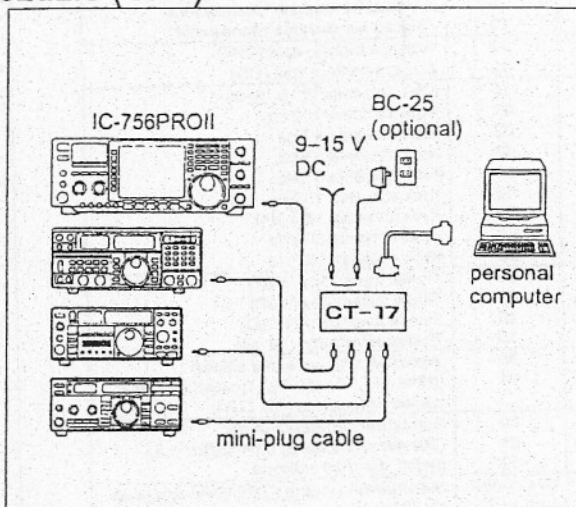 IC-756PROII
BC-25
(optional)
9–15 V
DC
personal
computer
CT-17
mini-plug cable